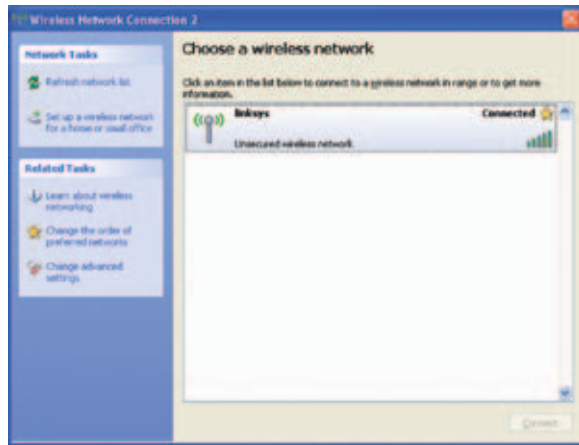 Wireless Network Connection 2
Network Tasks
Refresh network list
Set up a wireless network
for a home or small office
Related Tasks
Learn about wireless
networking
Change the order of
preferred networks
Change advanced
settings
Choose a wireless network
Click an item in the list below to connect to a wireless network in range or to get more
information.
linksys Connected
Unsecured wireless network
Connect